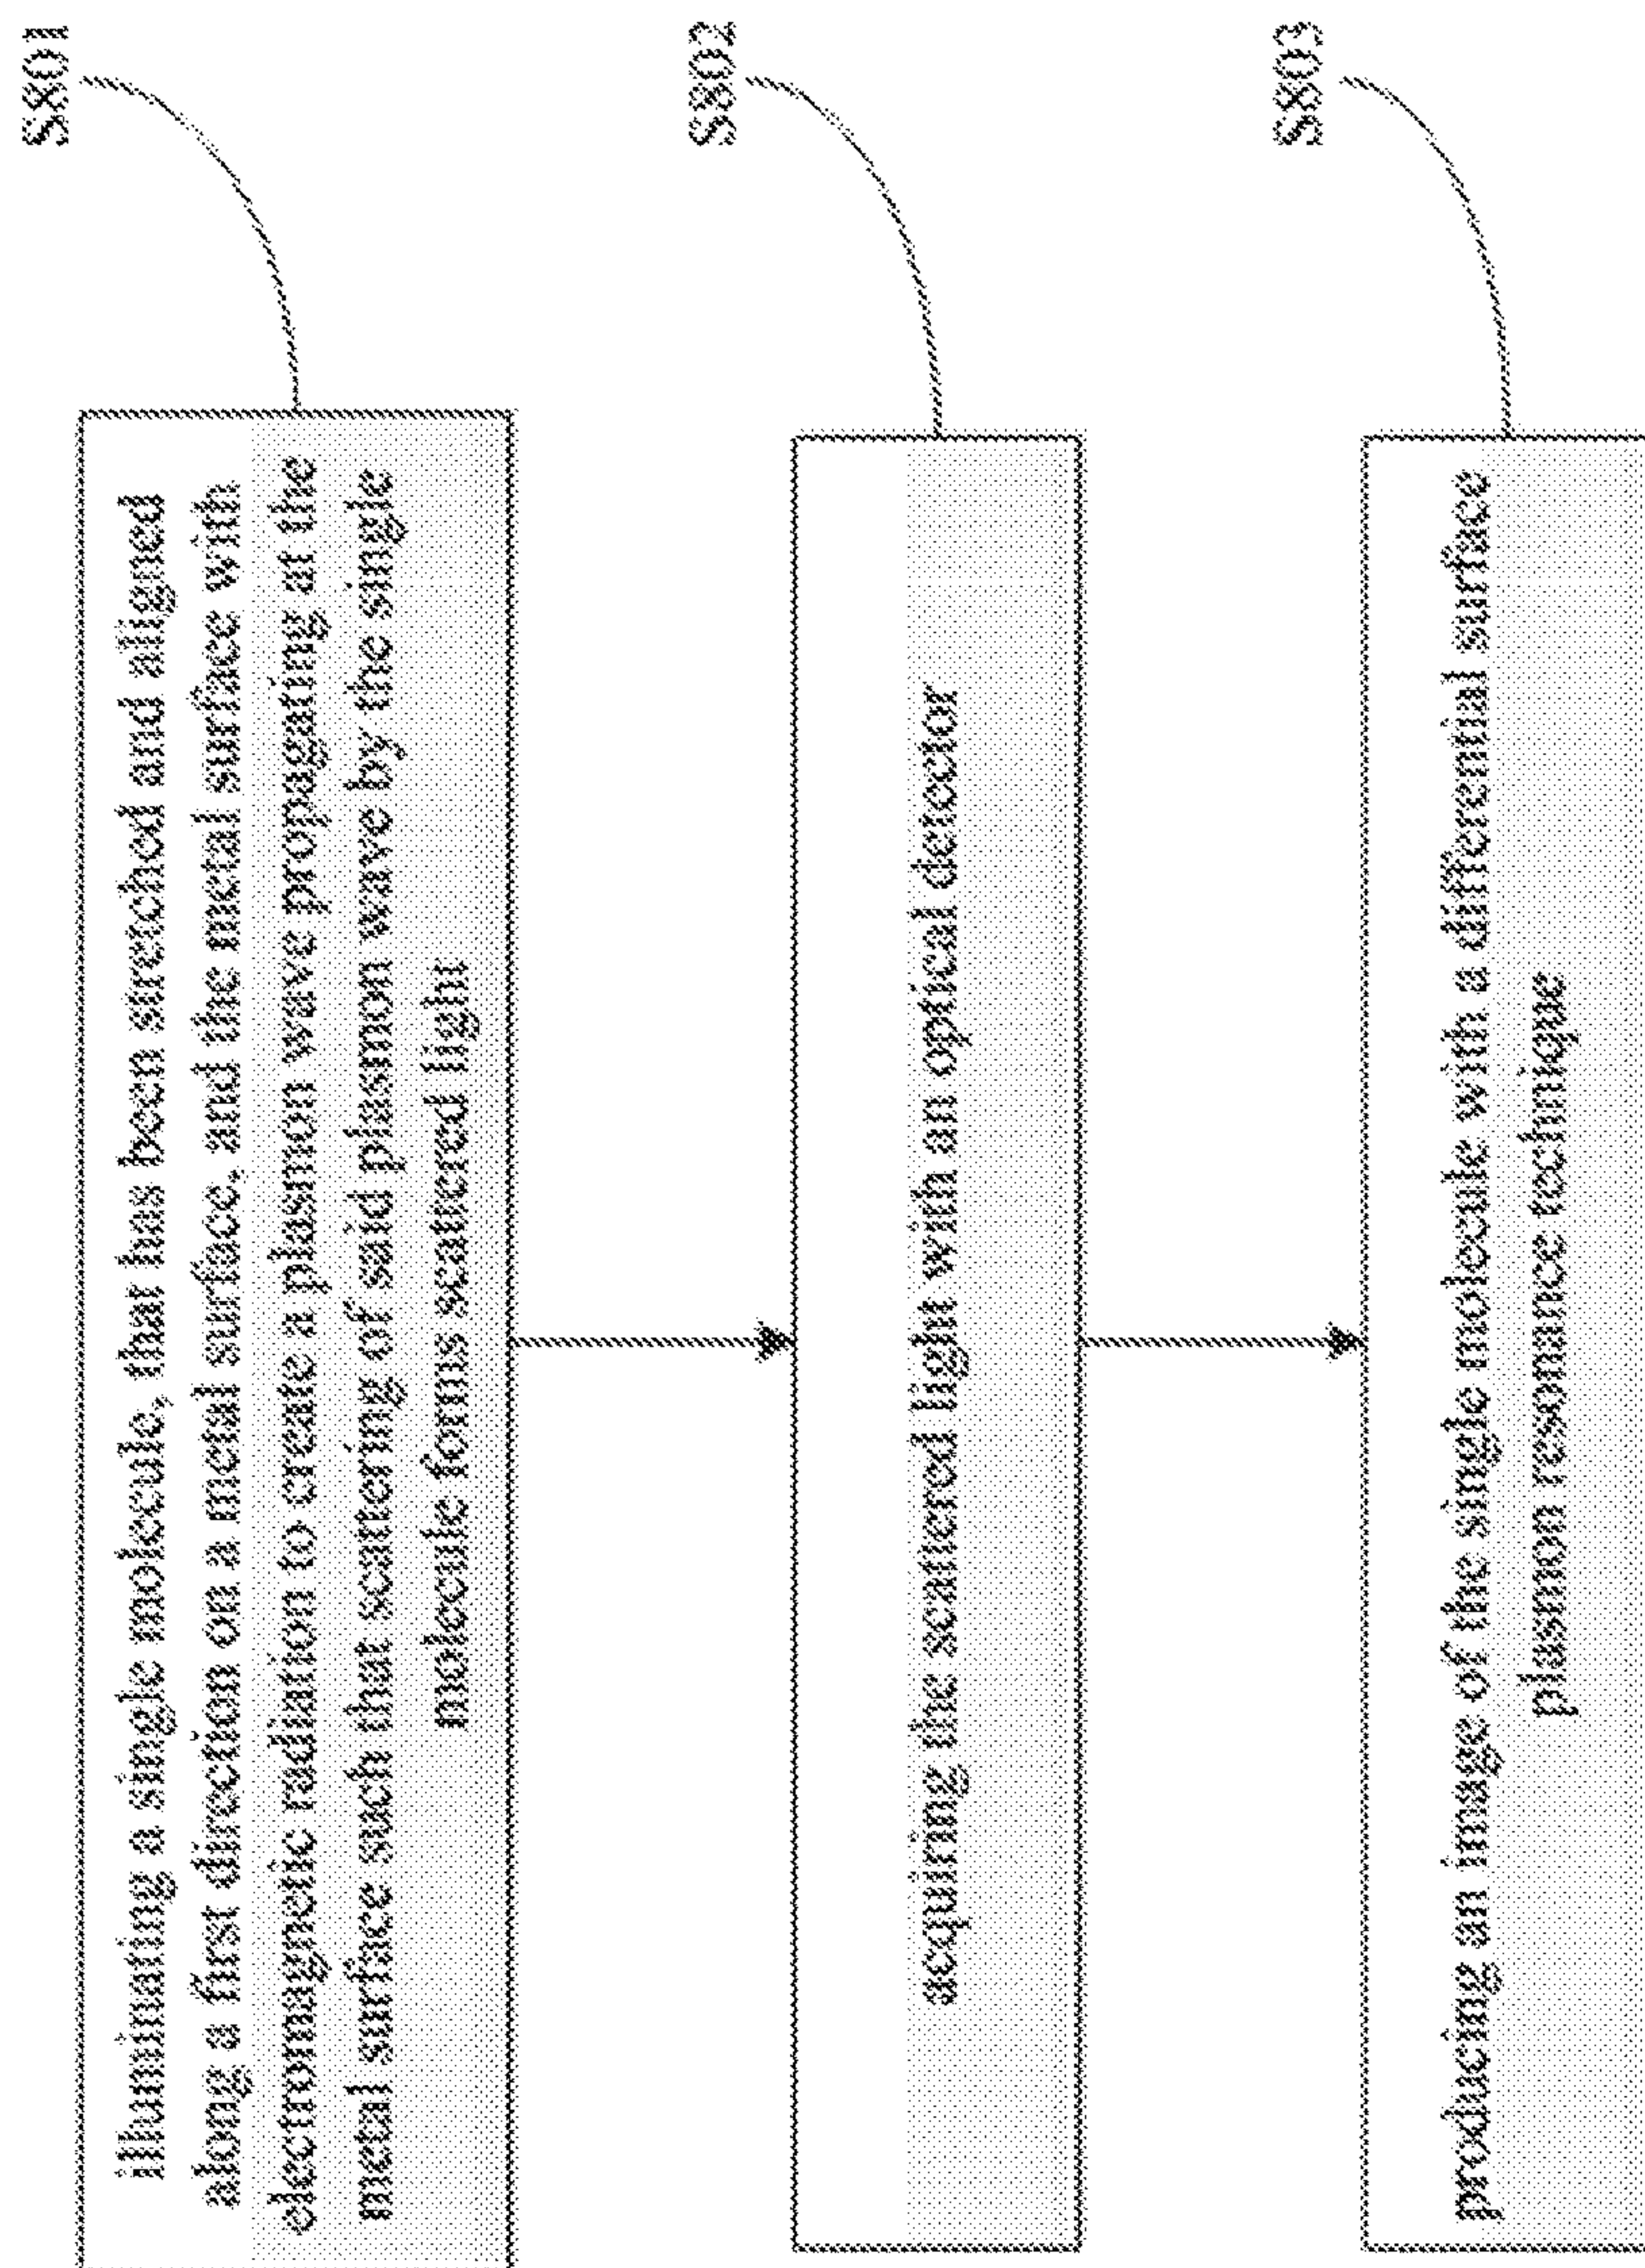 S801
illuminating a single molecule, that has been stretched and aligned
along a first direction on a metal surface, and the metal surface with
electromagnetic radiation to create a plasmon wave propagating at the
metal surface such that scattering of said plasmon wave by the single
molecule forms scattered light
S802
acquiring the scattered light with an optical detector
S803
producing an image of the single molecule with a differential surface
plasmon resonance technique